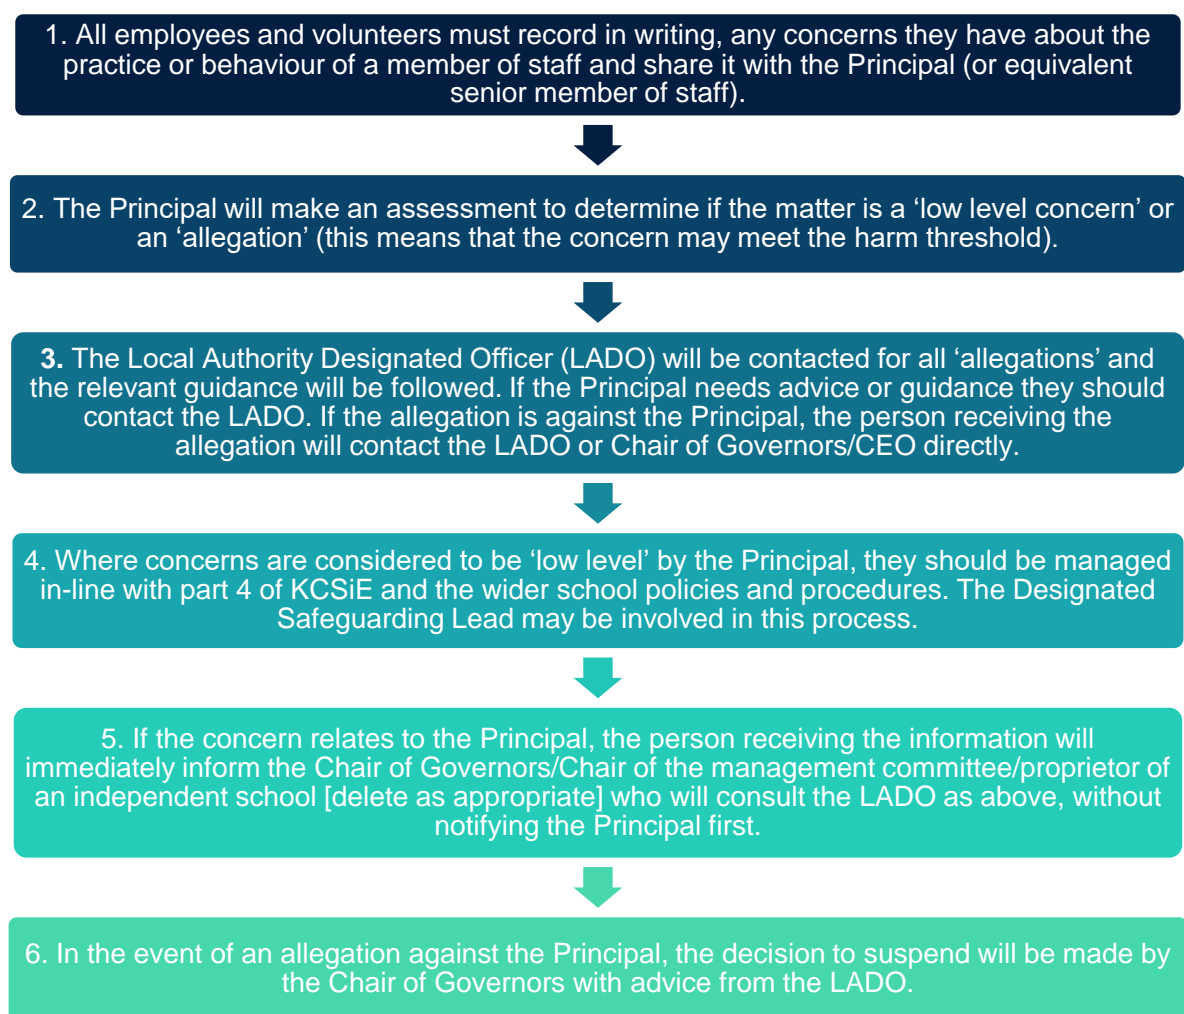 1. All employees and volunteers must record in writing, any concerns they have about the
practice or behaviour of a member of staff and share it with the Principal (or equivalent
senior member of staff).
2. The Principal will make an assessment to determine if the matter is a ‘low level concern’ or
an ‘allegation’ (this means that the concern may meet the harm threshold).
3. The Local Authority Designated Officer (LADO) will be contacted for all ‘allegations’ and
the relevant guidance will be followed. If the Principal needs advice or guidance they should
contact the LADO. If the allegation is against the Principal, the person receiving the
allegation will contact the LADO or Chair of Governors/CEO directly.
4. Where concerns are considered to be ‘low level’ by the Principal, they should be managed
in-line with part 4 of KCSiE and the wider school policies and procedures. The Designated
Safeguarding Lead may be involved in this process.
5. If the concern relates to the Principal, the person receiving the information will
immediately inform the Chair of Governors/Chair of the management committee/proprietor of
an independent school [delete as appropriate] who will consult the LADO as above, without
notifying the Principal first.
6. In the event of an allegation against the Principal, the decision to suspend will be made by
the Chair of Governors with advice from the LADO.